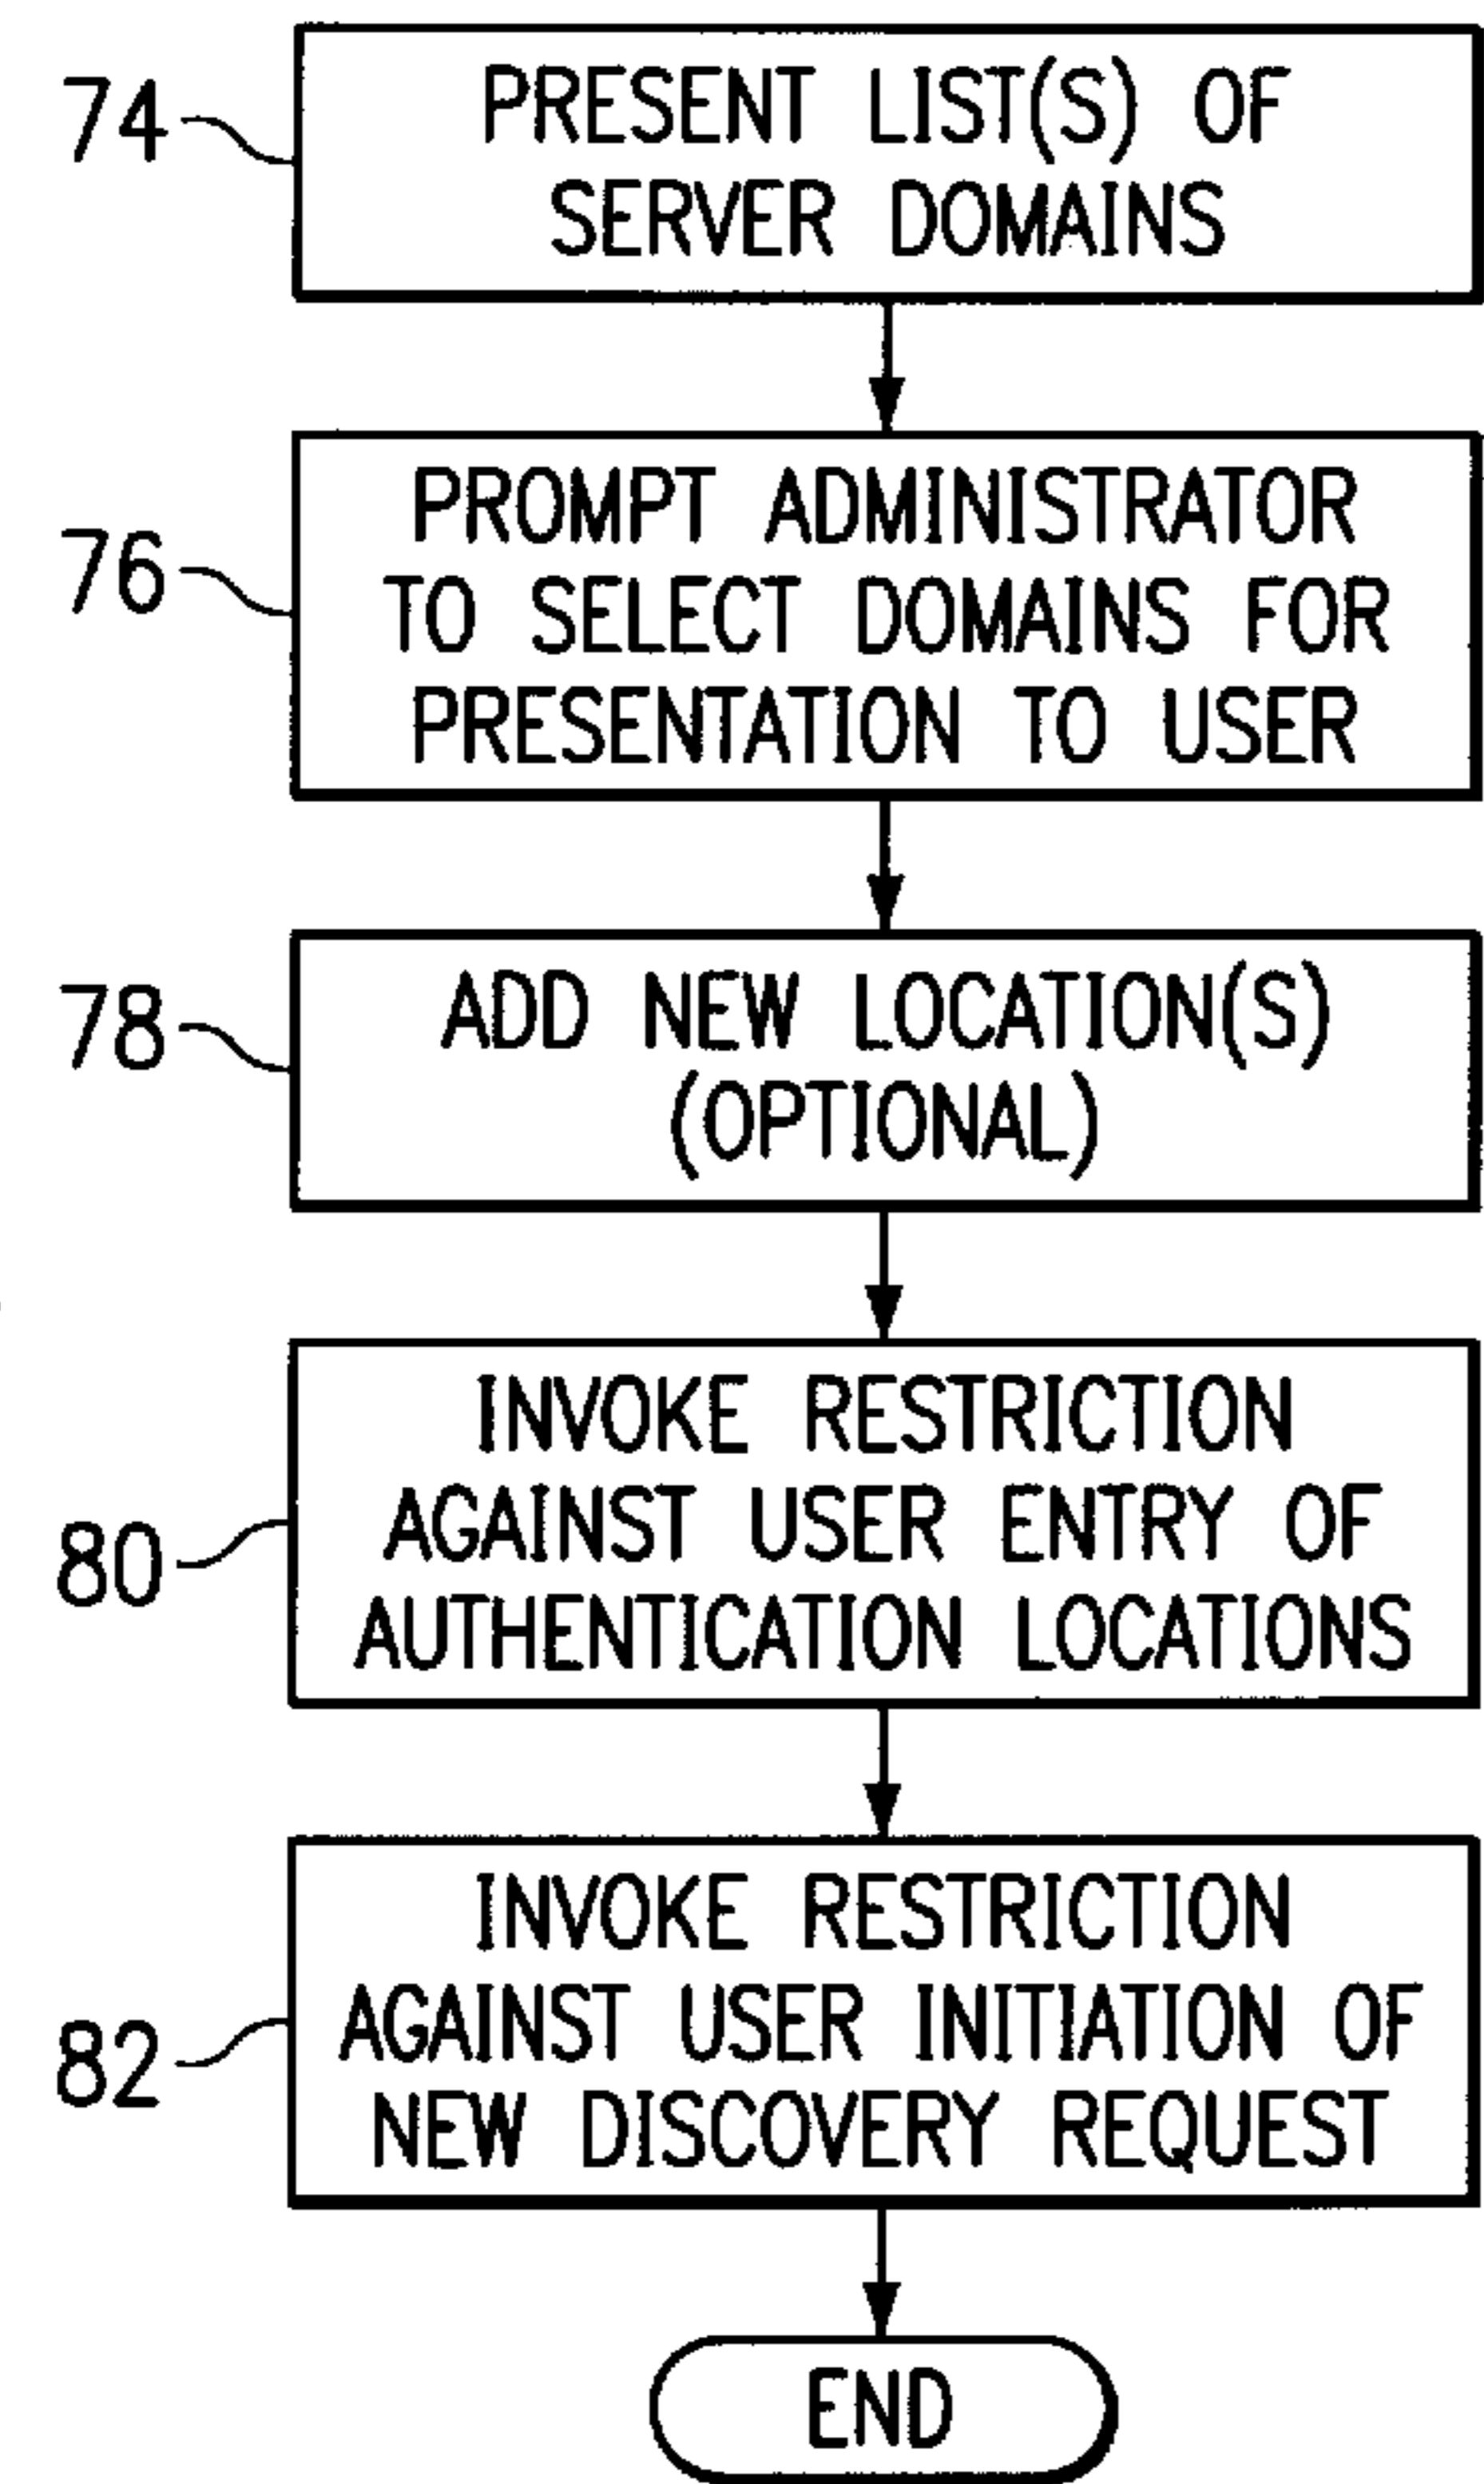 74
PRESENT LIST(S) OF
SERVER DOMAINS
76
PROMPT ADMINISTRATOR
TO SELECT DOMAINS FOR
PRESENTATION TO USER
78
ADD NEW LOCATION(S)
(OPTIONAL)
80
INVOKE RESTRICTION
AGAINST USER ENTRY OF
AUTHENTICATION LOCATIONS
82
INVOKE RESTRICTION
AGAINST USER INITIATION OF
NEW DISCOVERY REQUEST
END